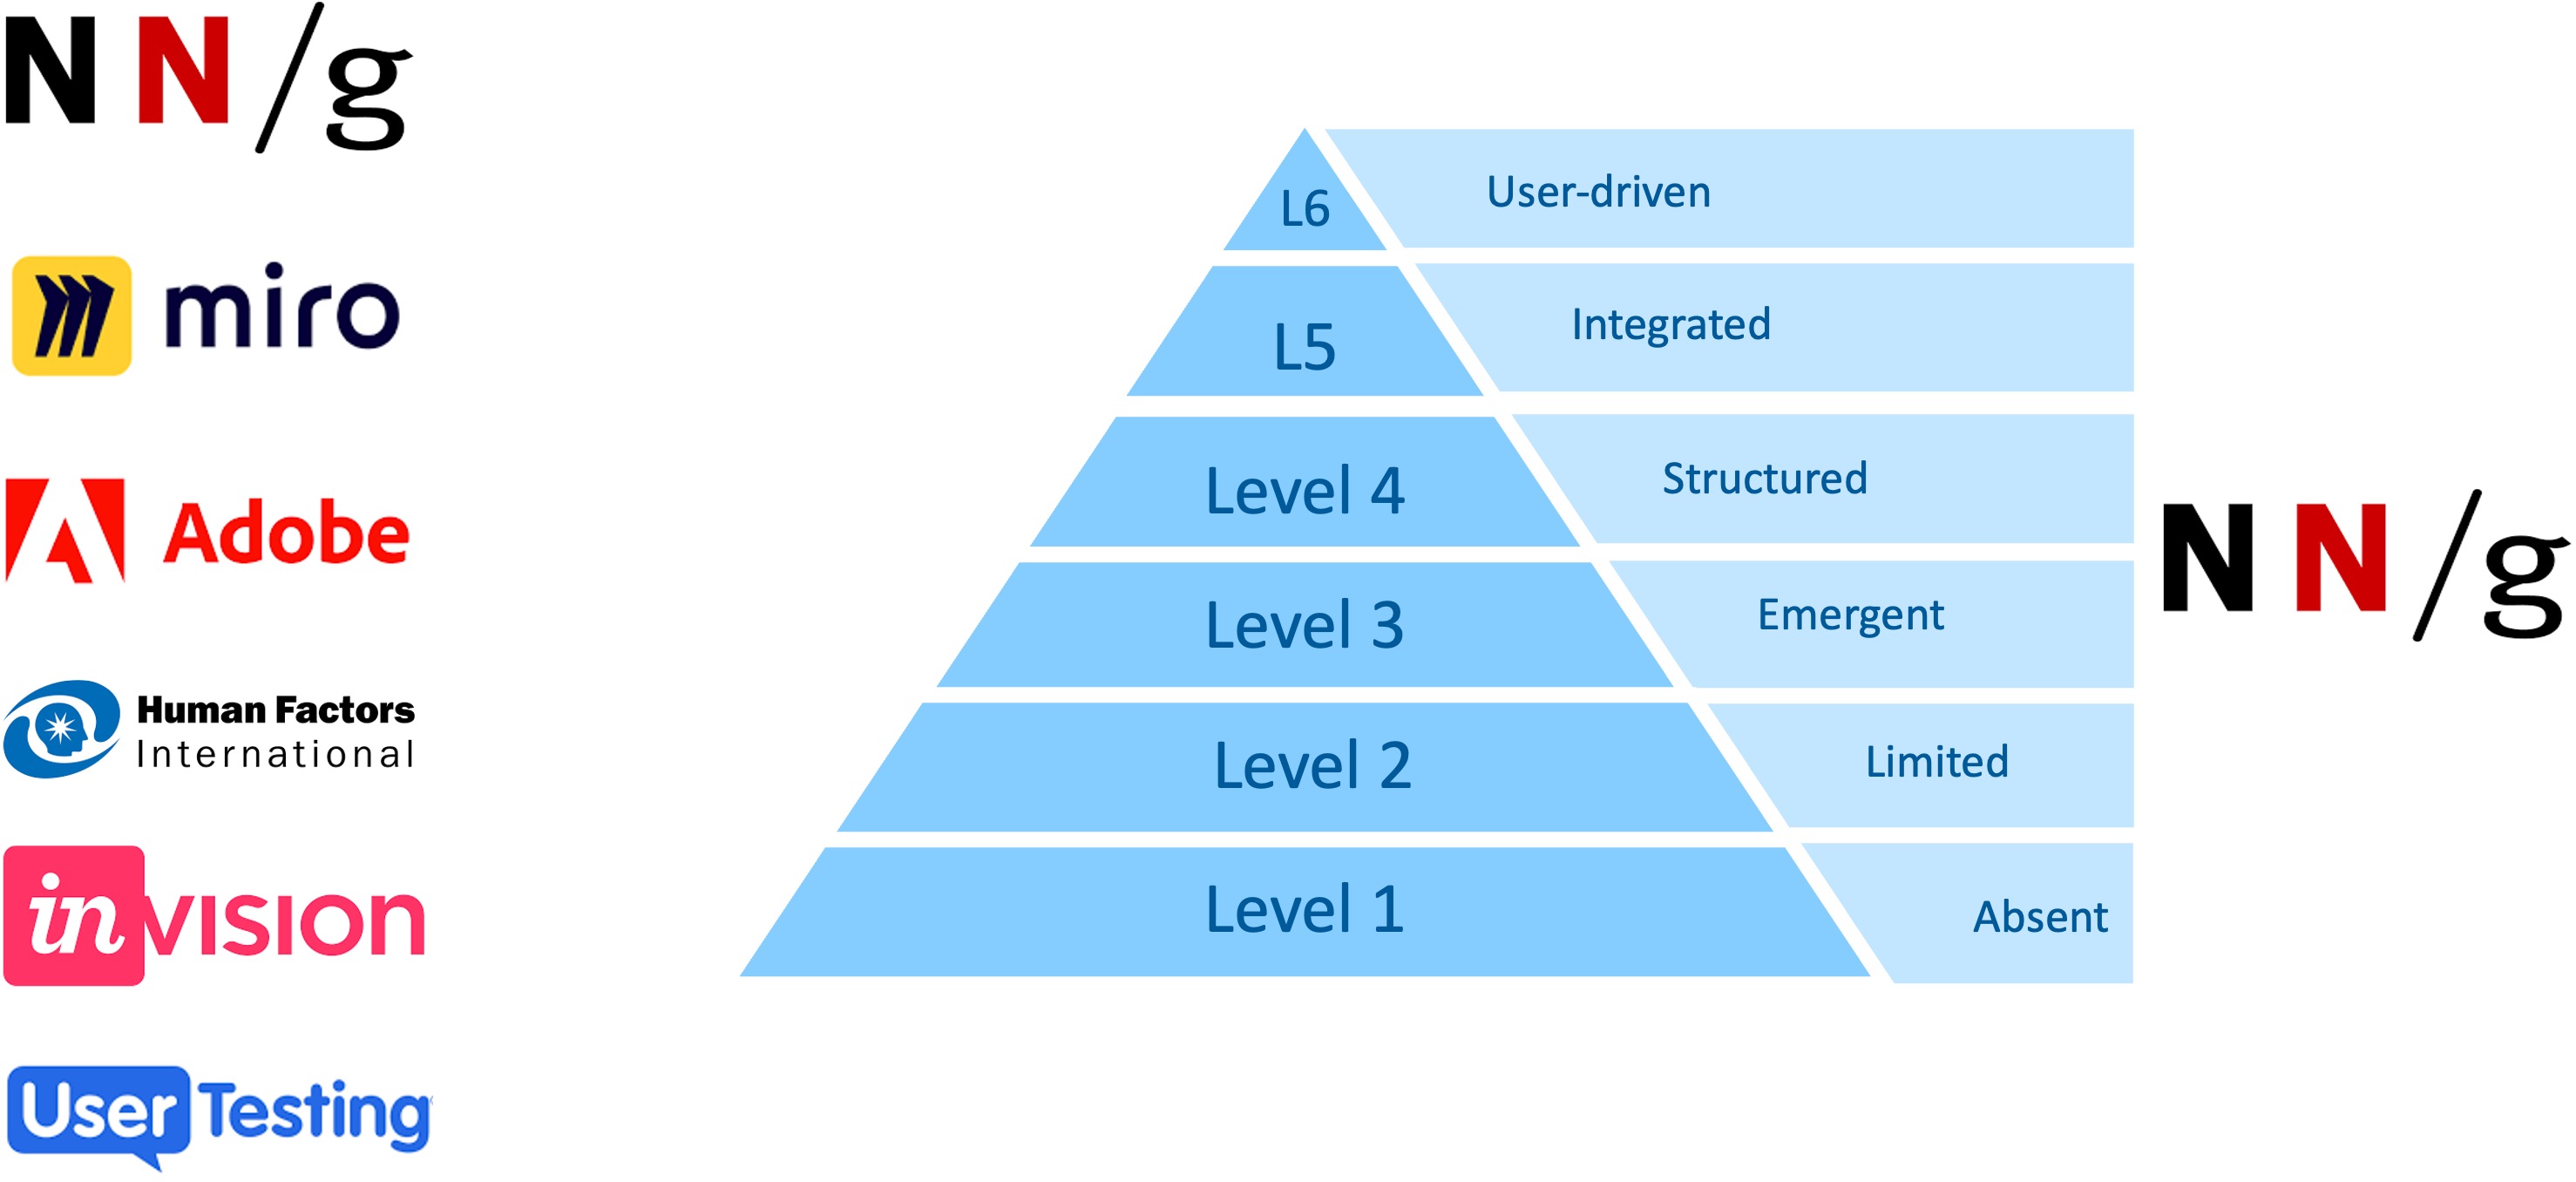 N N/g
miro
Adobe
Human Factors
International
invision
UserTesting
L6
User-driven
L5
Integrated
Level 4
Structured
Level 3
Emergent
Level 2
Limited
Level 1
Absent
N N/g